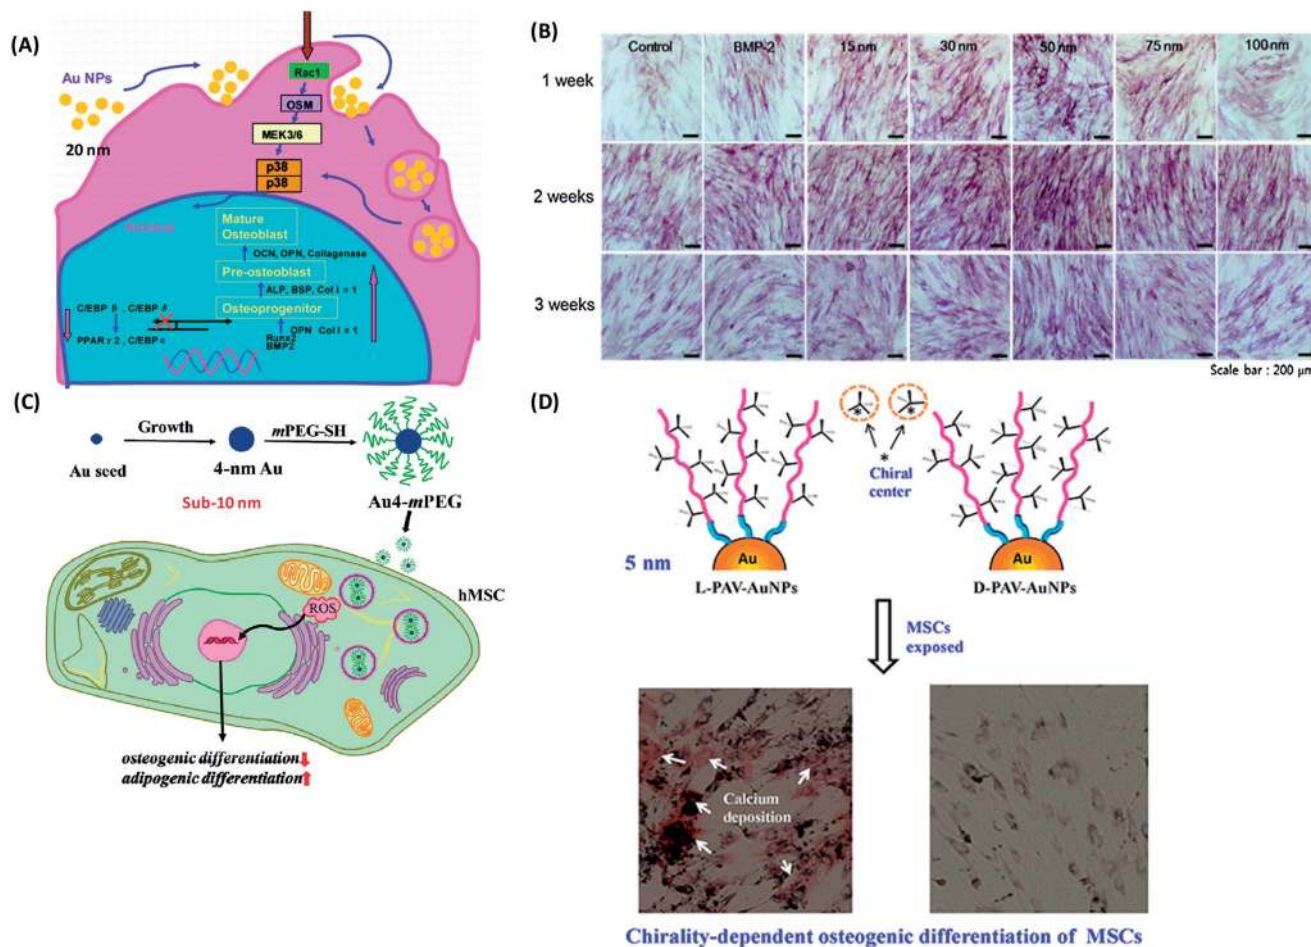 (A)
Au NPs
20 nm
Rac1
OSM
MEK3/6
p38
p38
Nucleus
Mature
Osteoblast
OCN, OPN, Collagenase
Pre-osteoblast
ALP, BSP, Col I α 1
Osteoprogenitor
OPN Col I α 1
Runx2
BMP2
C/EBP β , C/EBP δ
PPAR γ 2, C/EBP α
(B)
Control BMP-2 15 nm 30 nm 50 nm 75 nm 100 nm
1 week
2 weeks
3 weeks
Scale bar : 200 μm
(C)
Growth
mPEG-SH
Au seed
4-nm Au
Au4-mPEG
Sub-10 nm
hMSC
ROS
osteogenic differentiation
adipogenic differentiation
(D)
*
*
*
Chiral
center
5 nm
Au
Au
L-PAV-AuNPs
D-PAV-AuNPs
MSCs
exposed
Calcium
deposition
Chirality-dependent osteogenic differentiation of MSCs